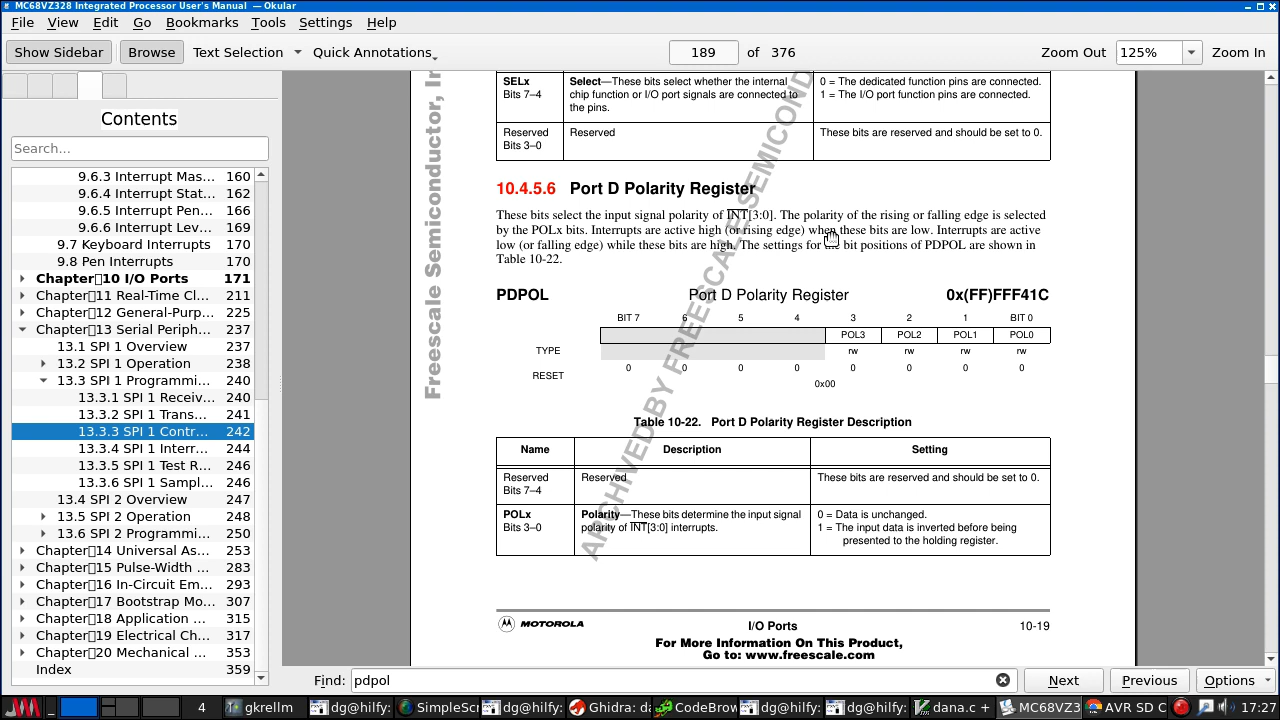 MC68VZ328 Integrated Processor User's Manual — Okular
File View Edit Go Bookmarks Tools Settings Help
Show Sidebar Browse Text Selection Quick Annotations 189 of 376 Zoom Out 125% Zoom In
Contents
Search...
9.6.3 Interrupt Mas... 160
9.6.4 Interrupt Stat... 162
9.6.5 Interrupt Pen... 166
9.6.6 Interrupt Lev... 169
9.7 Keyboard Interrupts 170
9.8 Pen Interrupts 170
Chapter▯10 I/O Ports 171
Chapter▯11 Real-Time Cl... 211
Chapter▯12 General-Purp... 225
Chapter▯13 Serial Periph... 237
13.1 SPI 1 Overview 237
13.2 SPI 1 Operation 238
13.3 SPI 1 Programmi... 240
13.3.1 SPI 1 Receiv... 240
13.3.2 SPI 1 Trans... 241
13.3.3 SPI 1 Contr... 242
13.3.4 SPI 1 Interr... 244
13.3.5 SPI 1 Test R... 246
13.3.6 SPI 1 Sampl... 246
13.4 SPI 2 Overview 247
13.5 SPI 2 Operation 248
13.6 SPI 2 Programmi... 250
Chapter▯14 Universal As... 253
Chapter▯15 Pulse-Width ... 283
Chapter▯16 In-Circuit Em... 293
Chapter▯17 Bootstrap Mo... 307
Chapter▯18 Application ... 315
Chapter▯19 Electrical Ch... 317
Chapter▯20 Mechanical ... 353
Index 359
Freescale Semiconductor, In
ARCHIVED BY FREESCALE SEMICOND
SELx Select—These bits select whether the internal 0 = The dedicated function pins are connected.
Bits 7–4 chip function or I/O port signals are connected to 1 = The I/O port function pins are connected.
the pins.
Reserved Reserved These bits are reserved and should be set to 0.
Bits 3–0
10.4.5.6 Port D Polarity Register
These bits select the input signal polarity of INT[3:0]. The polarity of the rising or falling edge is selected
by the POLx bits. Interrupts are active high (or rising edge) when these bits are low. Interrupts are active
low (or falling edge) while these bits are high. The settings for the bit positions of PDPOL are shown in
Table 10-22.
PDPOL Port D Polarity Register 0x(FF)FFF41C
BIT 7 6 5 4 3 2 1 BIT 0
POL3 POL2 POL1 POL0
TYPE rw rw rw rw
0 0 0 0 0 0 0 0
RESET
0x00
Table 10-22. Port D Polarity Register Description
Name Description Setting
Reserved Reserved These bits are reserved and should be set to 0.
Bits 7–4
POLx Polarity—These bits determine the input signal 0 = Data is unchanged.
Bits 3–0 polarity of INT[3:0] interrupts. 1 = The input data is inverted before being
presented to the holding register.
MOTOROLA I/O Ports 10-19
For More Information On This Product,
Go to: www.freescale.com
Find: pdpol Next Previous Options
4 gkrellm dg@hilfy: SimpleSc Ghidra: da CodeBrow dg@hilfy: dg@hilfy: dana.c + MC68VZ3 AVR SD C 17:27